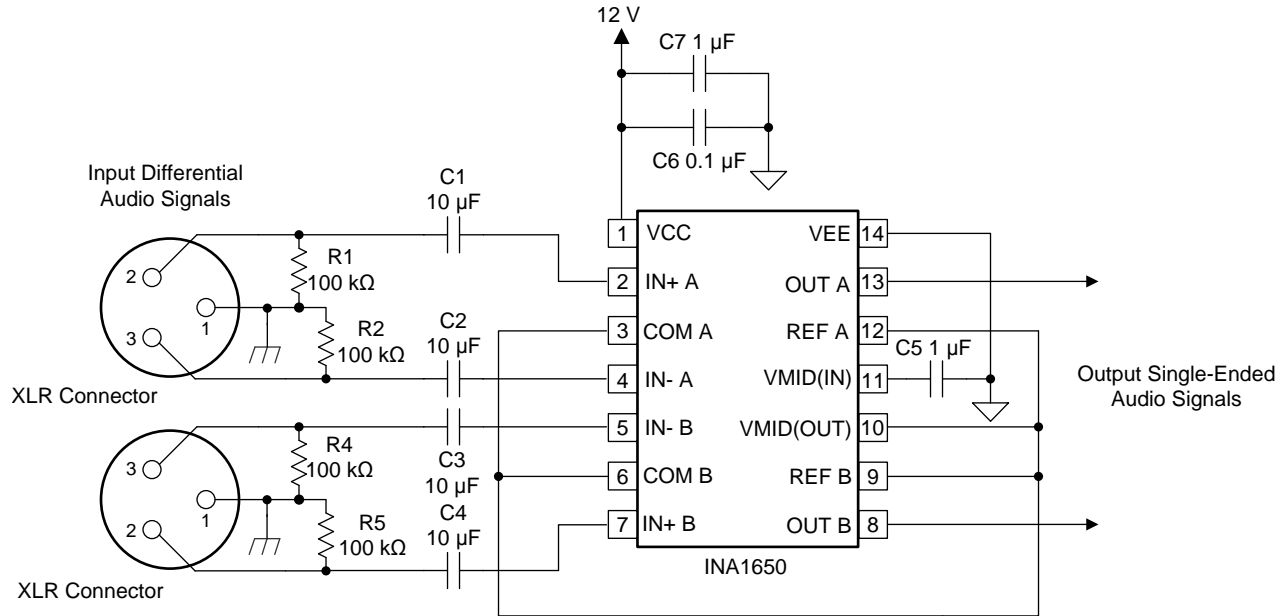 12 V
C7 1 µF
C6 0.1 µF
Input Differential
Audio Signals
C1
10 µF
R1
100 kΩ
2
1
3
R2
100 kΩ
C2
10 µF
XLR Connector
R4
100 kΩ
3
1
2
C3
10 µF
R5
100 kΩ
C4
10 µF
XLR Connector
1 VCC VEE 14
2 IN+ A OUT A 13
3 COM A REF A 12
4 IN- A VMID(IN) 11
5 IN- B VMID(OUT) 10
6 COM B REF B 9
7 IN+ B OUT B 8
INA1650
C5 1 µF
Output Single-Ended
Audio Signals